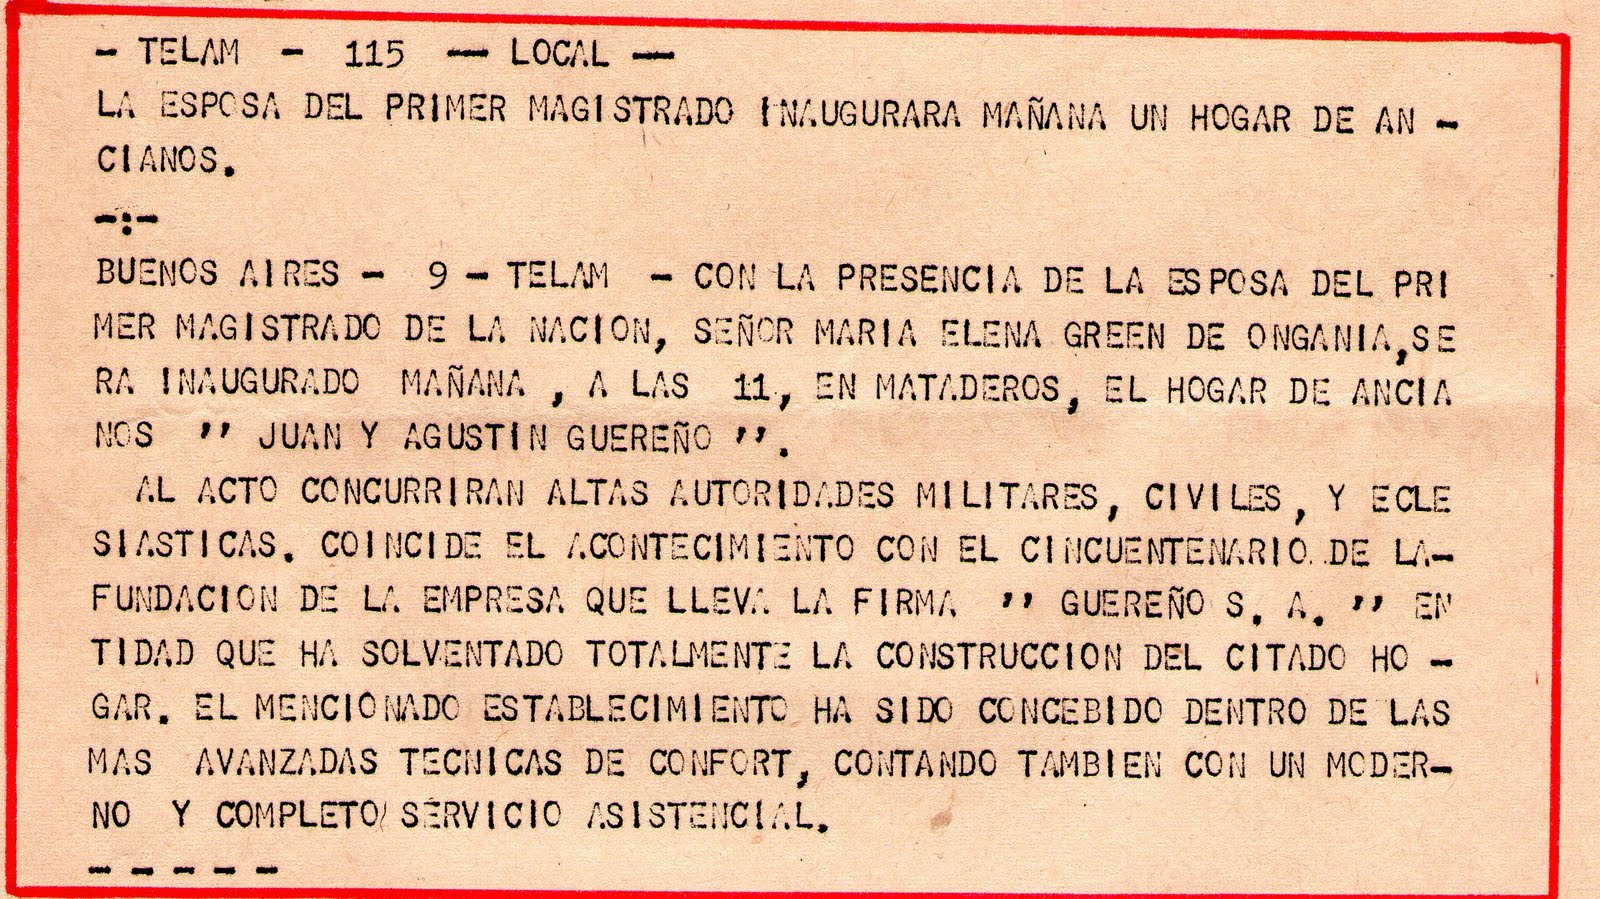 - TELAM - 115 -- LOCAL --
LA ESPOSA DEL PRIMER MAGISTRADO INAUGURARA MAÑANA UN HOGAR DE AN -
CIANOS.
-:-
BUENOS AIRES - 9 - TELAM - CON LA PRESENCIA DE LA ESPOSA DEL PRI
MER MAGISTRADO DE LA NACION, SEÑOR MARIA ELENA GREEN DE ONGANIA,SE
RA INAUGURADO MAÑANA , A LAS 11, EN MATADEROS, EL HOGAR DE ANCIA
NOS '' JUAN Y AGUSTIN GUEREÑO ''.
AL ACTO CONCURRIRAN ALTAS AUTORIDADES MILITARES, CIVILES, Y ECLE
SIASTICAS. COINCIDE EL ACONTECIMIENTO CON EL CINCUENTENARIO..DE LA-
FUNDACION DE LA EMPRESA QUE LLEVA LA FIRMA '' GUEREÑO S. A. '' EN
TIDAD QUE HA SOLVENTADO TOTALMENTE LA CONSTRUCCION DEL CITADO HO -
GAR. EL MENCIONADO ESTABLECIMIENTO HA SIDO CONCEBIDO DENTRO DE LAS
MAS AVANZADAS TECNICAS DE CONFORT, CONTANDO TAMBIEN CON UN MODER-
NO Y COMPLETO/ SERVICIO ASISTENCIAL.
- - - - -